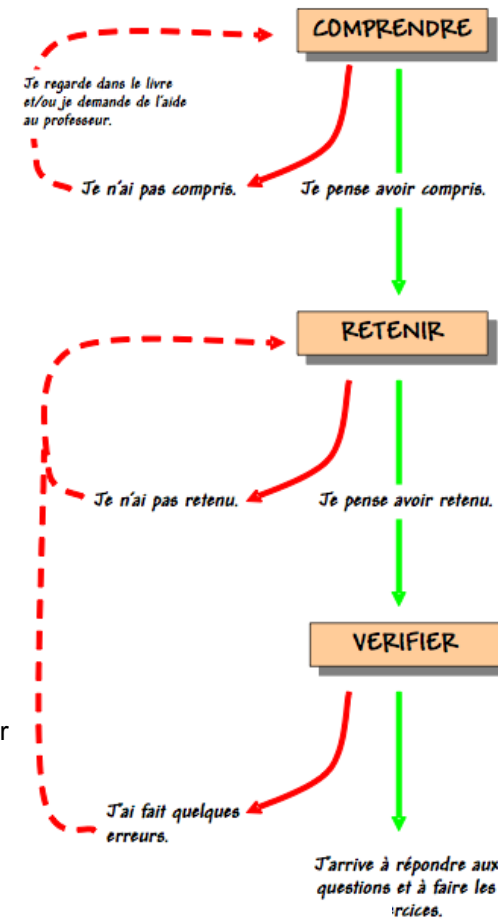 COMPRENDRE
Je regarde dans le livre
et/ou je demande de l'aide
au professeur.
Je n'ai pas compris.
Je pense avoir compris.
RETENIR
Je n'ai pas retenu.
Je pense avoir retenu.
VERIFIER
r
J'ai fait quelques
erreurs.
J'arrive à répondre aux
questions et à faire les
rcices.